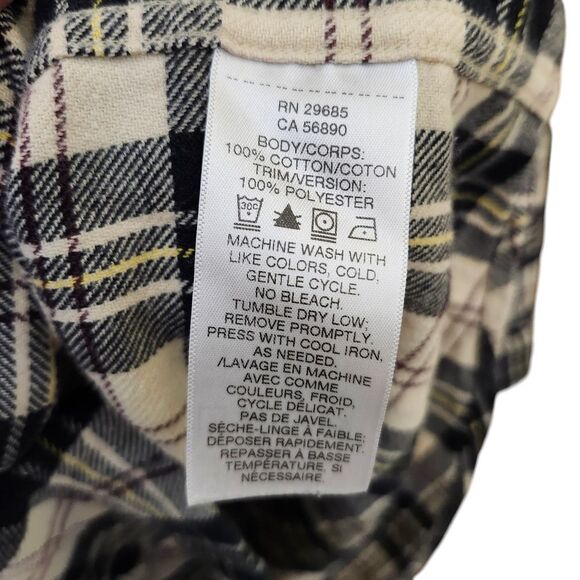 RN 29685
CA 56890
BODY/CORPS:
100% COTTON/COTON
TRIM/VERSION:
100% POLYESTER
30C
MACHINE WASH WITH
LIKE COLORS, COLD,
GENTLE CYCLE.
NO BLEACH.
TUMBLE DRY LOW;
REMOVE PROMPTLY.
PRESS WITH COOL IRON,
AS NEEDED.
/LAVAGE EN MACHINE
AVEC COMME
COULEURS, FROID,
CYCLE DÉLICAT.
PAS DE JAVEL.
SÈCHE-LINGE À FAIBLE;
DÉPOSER RAPIDEMENT.
REPASSER À BASSE
TEMPÉRATURE, SI
NÉCESSAIRE.